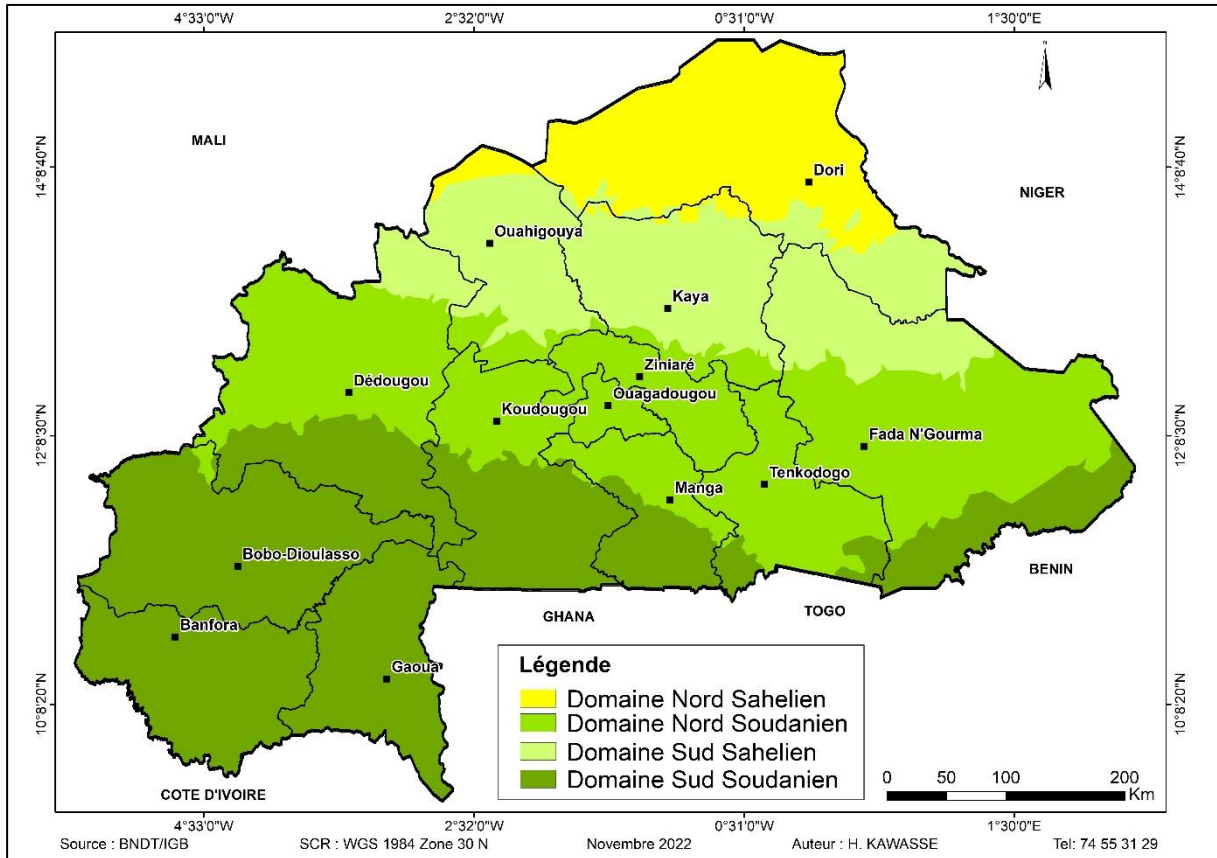 4°33'0"W 2°32'0"W 0°31'0"W 1°30'0"E
N
MALI
14°8'40"N
14°8'40"N
Dori
NIGER
Ouahigouya
Kaya
Ziniaré
Dédougou
Ouagadougou
Koudougou
12°8'30"N
12°8'30"N
Fada N'Gourma
Tenkodogo
Manga
Bobo-Dioulasso
BENIN
GHANA
TOGO
Banfora
Gaoua
Légende
Domaine Nord Sahelien
Domaine Nord Soudanien
Domaine Sud Sahelien
Domaine Sud Soudanien
10°8'20"N
10°8'20"N
0 50 100 200
Km
COTE D'IVOIRE
4°33'0"W 2°32'0"W 0°31'0"W 1°30'0"E
Source : BNDT/IGB SCR : WGS 1984 Zone 30 N Novembre 2022 Auteur : H. KAWASSE Tel: 74 55 31 29